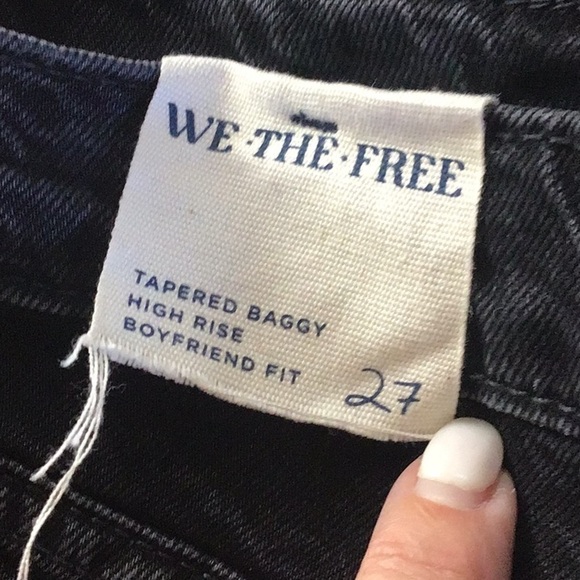 WE·THE·FREE
TAPERED BAGGY
HIGH RISE
BOYFRIEND FIT
27